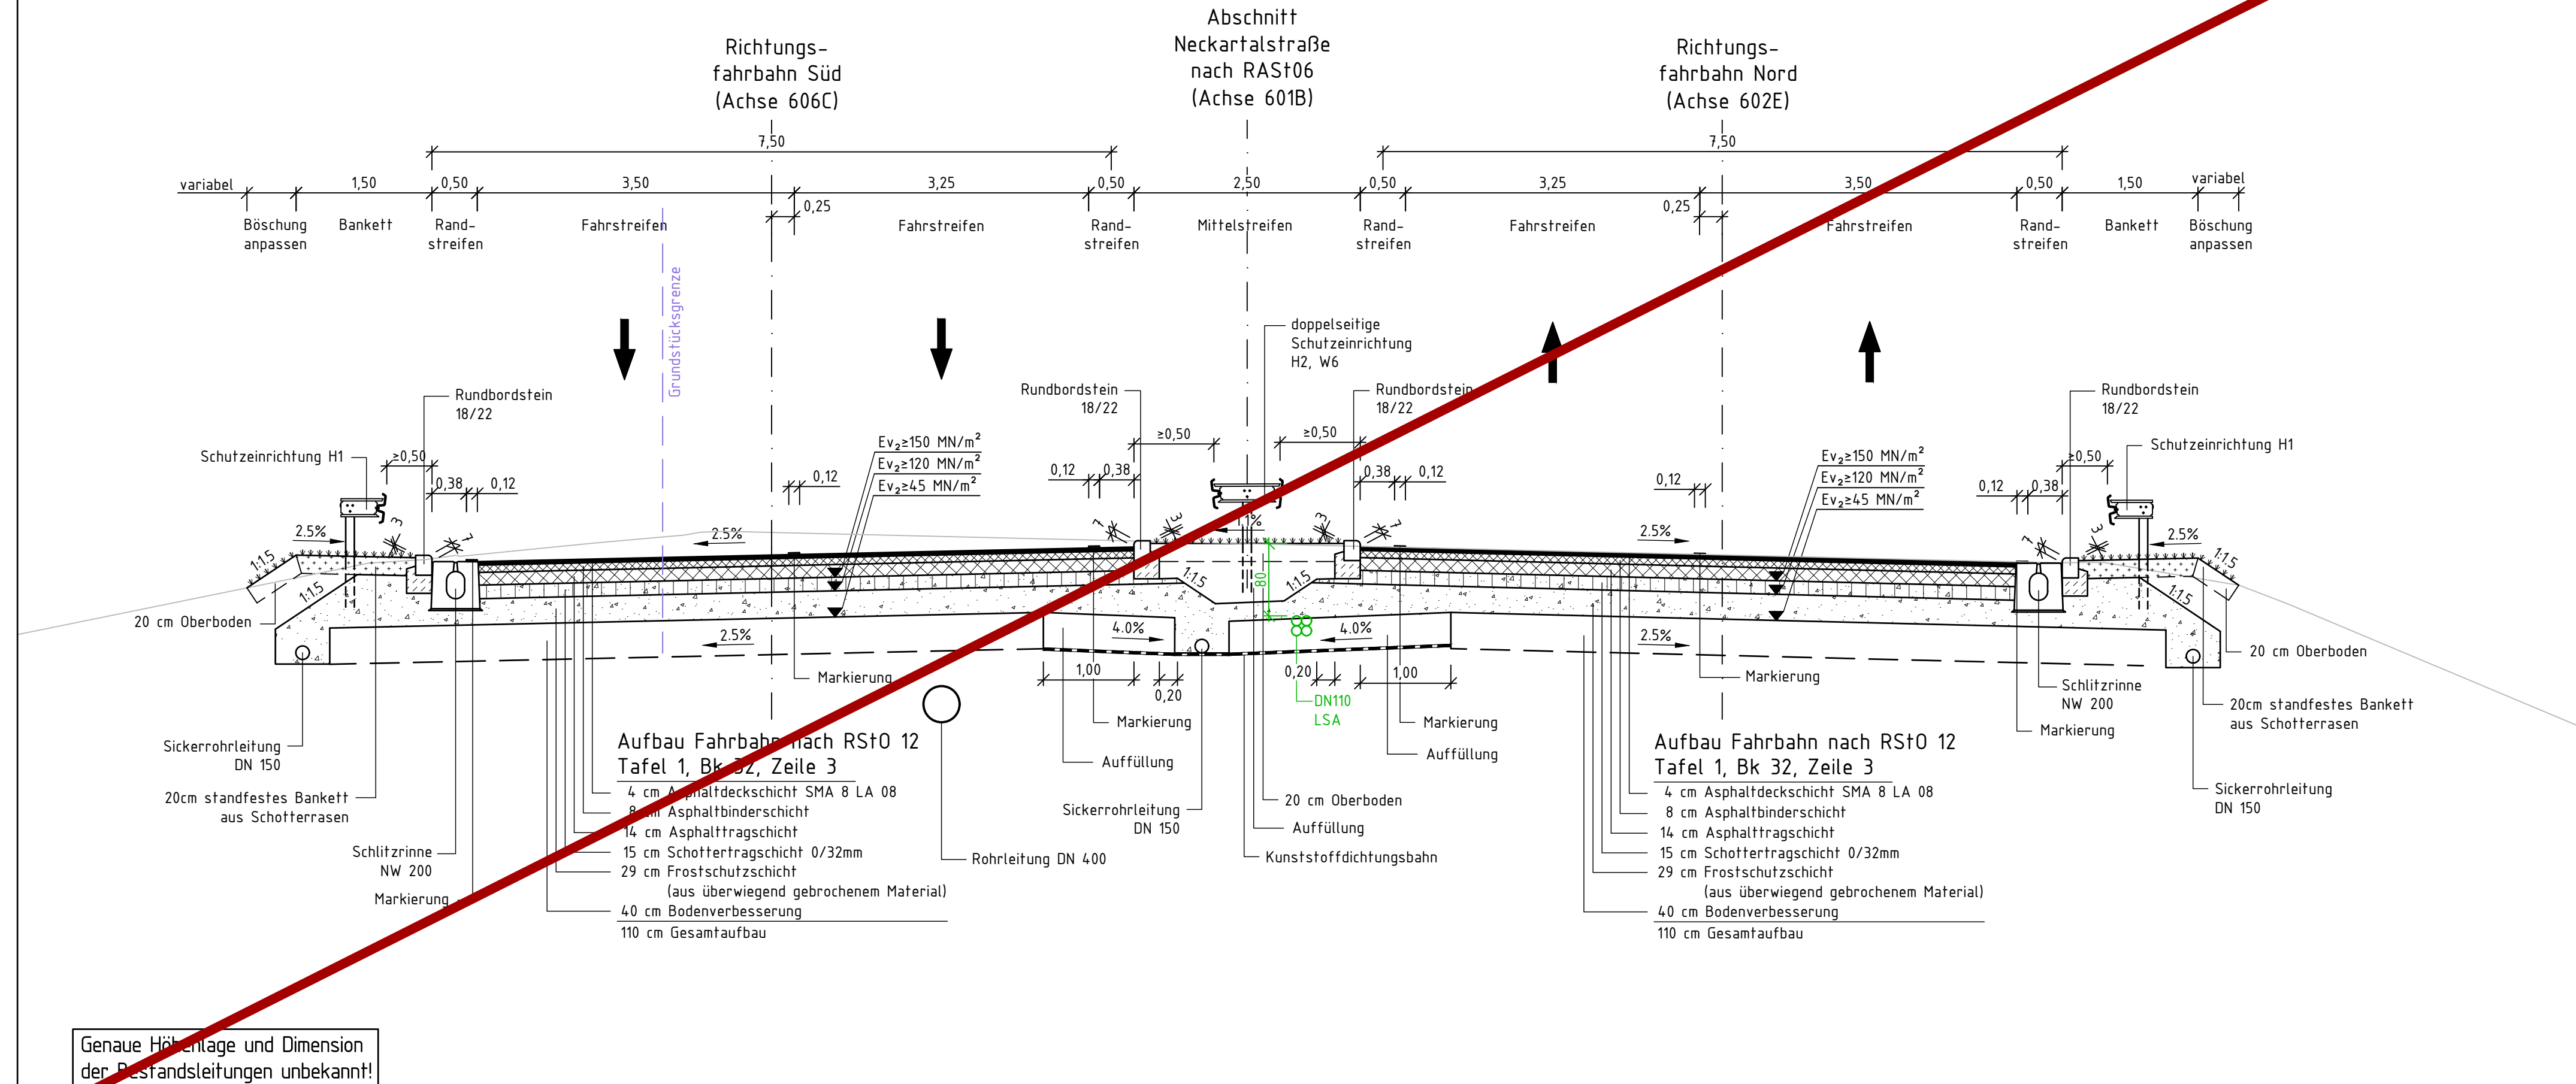 Richtungs-
fahrbahn Süd
(Achse 606C)
Abschnitt
Neckartalstraße
nach RASt06
(Achse 601B)
Richtungs-
fahrbahn Nord
(Achse 602E)
7,50
7,50
variabel
1,50
0,50
3,50
0,25
3,25
0,50
2,50
0,50
3,25
0,25
3,50
0,50
1,50
variabel
Böschung
anpassen
Bankett
Rand-
streifen
Fahrstreifen
Fahrstreifen
Rand-
streifen
Mittelstreifen
Rand-
streifen
Fahrstreifen
Fahrstreifen
Rand-
streifen
Bankett
Böschung
anpassen
Grundstücksgrenze
doppelseitige
Schutzeinrichtung
H2, W6
Rundbordstein
18/22
Rundbordstein
18/22
Rundbordstein
18/22
Rundbordstein
18/22
Schutzeinrichtung H1
≥0,50
0,38
0,12
0,12
Ev₂≥150 MN/m²
Ev₂≥120 MN/m²
Ev₂≥45 MN/m²
0,12
0,38
≥0,50
≥0,50
0,38
0,12
0,12
Ev₂≥150 MN/m²
Ev₂≥120 MN/m²
Ev₂≥45 MN/m²
0,12
0,38
≥0,50
Schutzeinrichtung H1
2.5%
3
7
2.5%
7
3
3
7
2.5%
7
3
2.5%
1:1.5
1:1.5
1:1.5
80
1:1.5
1:1.5
1:1.5
20 cm Oberboden
2.5%
4.0%
4.0%
2.5%
20 cm Oberboden
Markierung
1,00
0,20
0,20
1,00
DN110
LSA
Markierung
Schlitzrinne
NW 200
20cm standfestes Bankett
aus Schotterrasen
Markierung
Markierung
Markierung
Auffüllung
Auffüllung
Sickerrohrleitung
DN 150
20cm standfestes Bankett
aus Schotterrasen
Schlitzrinne
NW 200
Markierung
Aufbau Fahrbahn nach RStO 12
Tafel 1, Bk 32, Zeile 3
4 cm Asphaltdeckschicht SMA 8 LA 08
8 cm Asphaltbinderschicht
14 cm Asphalttragschicht
15 cm Schottertragschicht 0/32mm
29 cm Frostschutzschicht
(aus überwiegend gebrochenem Material)
40 cm Bodenverbesserung
110 cm Gesamtaufbau
Rohrleitung DN 400
Sickerrohrleitung
DN 150
20 cm Oberboden
Auffüllung
Kunststoffdichtungsbahn
Aufbau Fahrbahn nach RStO 12
Tafel 1, Bk 32, Zeile 3
4 cm Asphaltdeckschicht SMA 8 LA 08
8 cm Asphaltbinderschicht
14 cm Asphalttragschicht
15 cm Schottertragschicht 0/32mm
29 cm Frostschutzschicht
(aus überwiegend gebrochenem Material)
40 cm Bodenverbesserung
110 cm Gesamtaufbau
Sickerrohrleitung
DN 150
Genaue Höhenlage und Dimension
der Bestandsleitungen unbekannt!